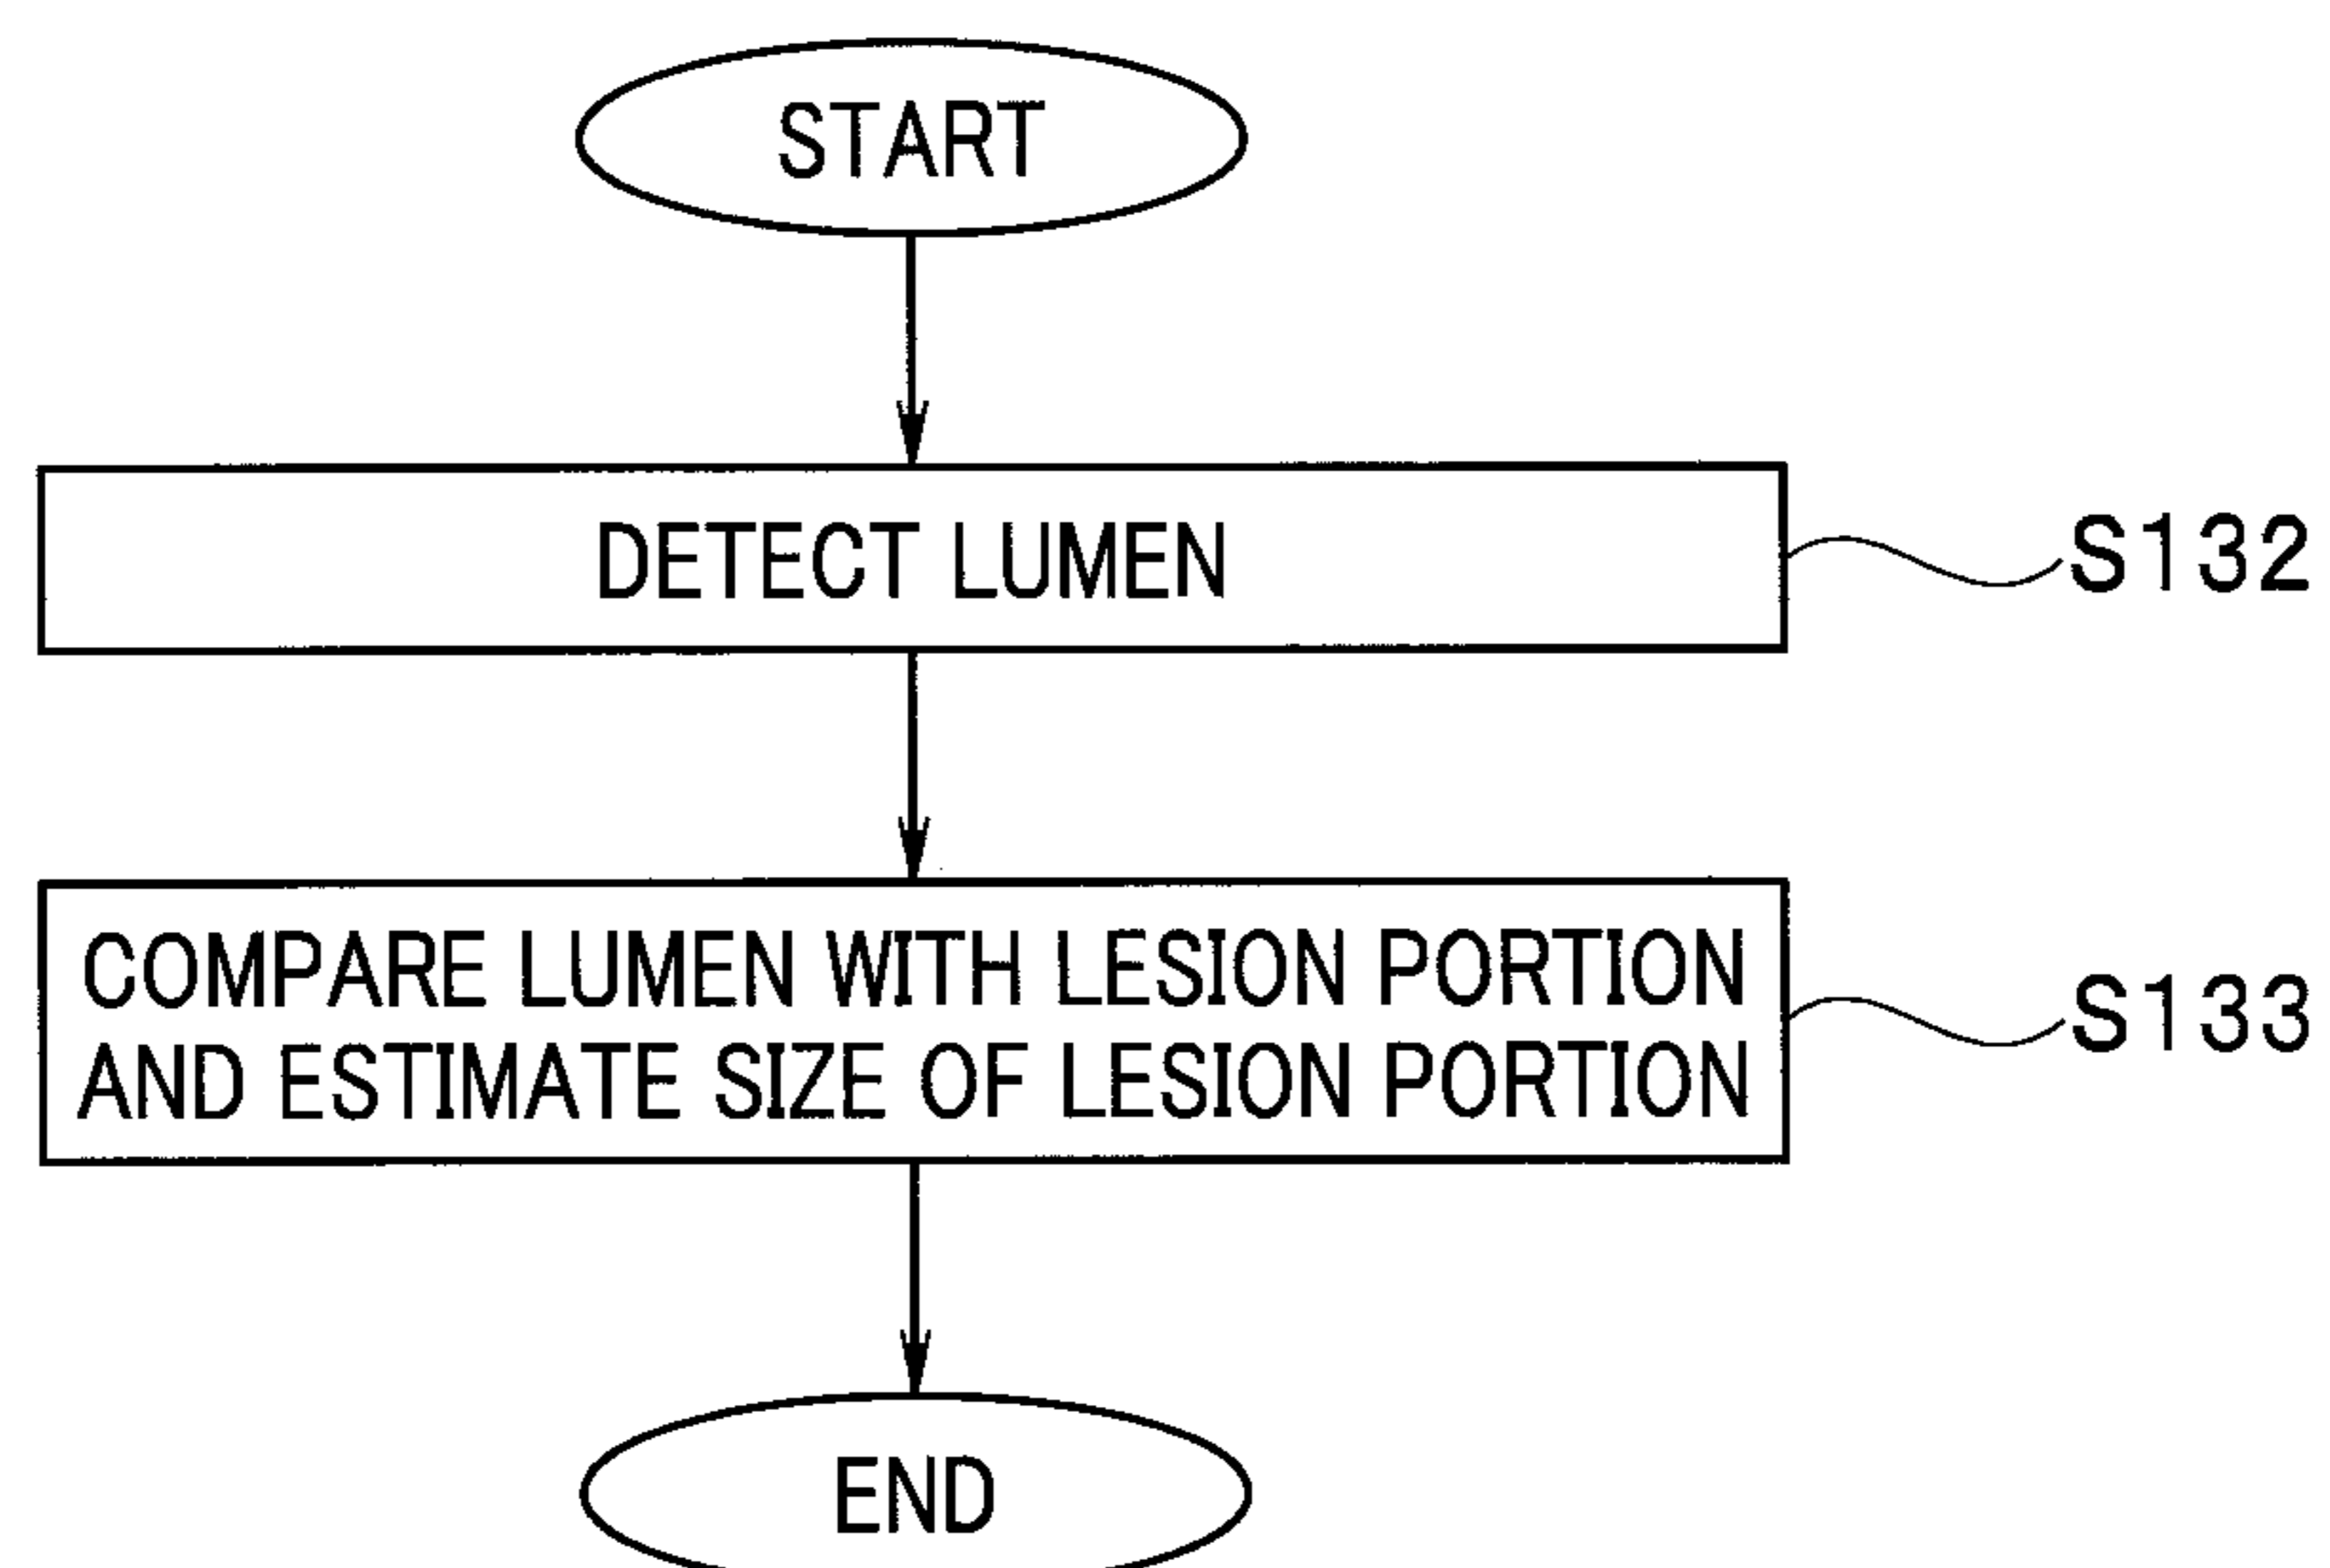 START
DETECT LUMEN
S132
COMPARE LUMEN WITH LESION PORTION
AND ESTIMATE SIZE OF LESION PORTION
S133
END